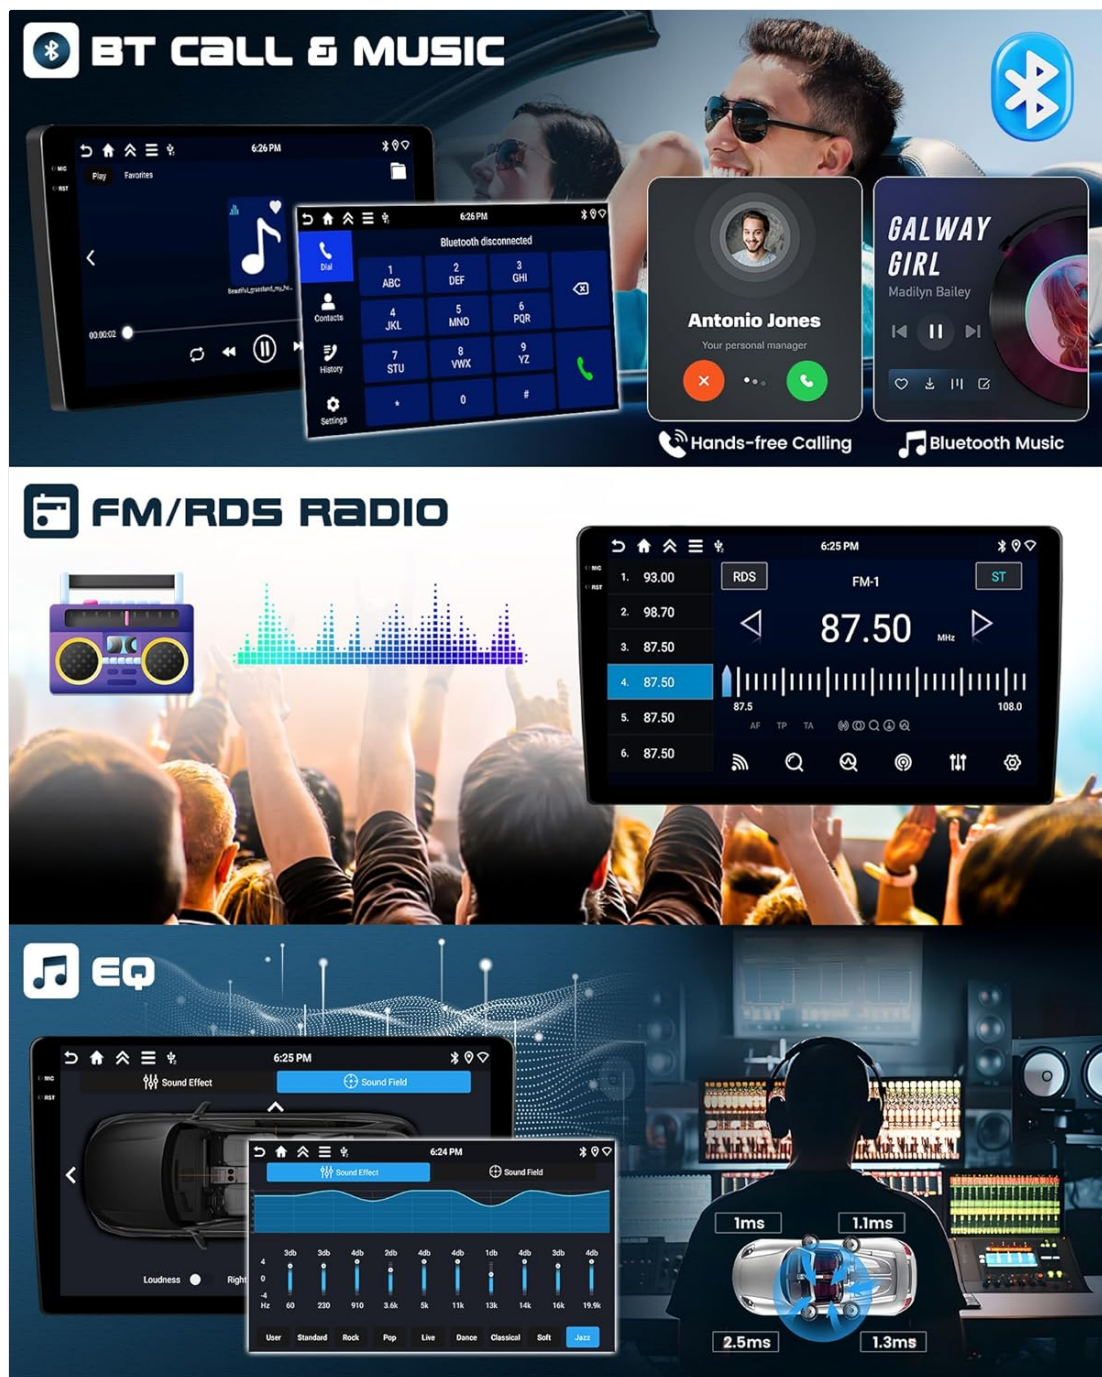 BT CALL & MUSIC
6:26 PM
MIC
RST
Play
Favorites
Beautiful_grassland_my_ho...
00:00:02
6:26 PM
Bluetooth disconnected
Dial
Contacts
History
Settings
1
ABC
2
DEF
3
GHI
4
JKL
5
MNO
6
PQR
7
STU
8
VWX
9
YZ
*
0
#
Antonio Jones
Your personal manager
Hands-free Calling
GALWAY
GIRL
Madilyn Bailey
Bluetooth Music
FM/RDS RADIO
6:25 PM
MIC
RST
1. 93.00
2. 98.70
3. 87.50
4. 87.50
5. 87.50
6. 87.50
RDS
FM-1
ST
87.50
MHz
87.5
108.0
AF TP TA
EQ
6:25 PM
MIC
RST
Sound Effect
Sound Field
Loudness
Right
6:24 PM
Sound Effect
Sound Field
3db 3db 4db 2db 4db 4db 1db 4db 3db 4db
4
0
-4
Hz 60 230 910 3.6k 5k 11k 13k 14k 16k 19.9k
User Standard Rock Pop Live Dance Classical Soft Jazz
1ms
1.1ms
2.5ms
1.3ms